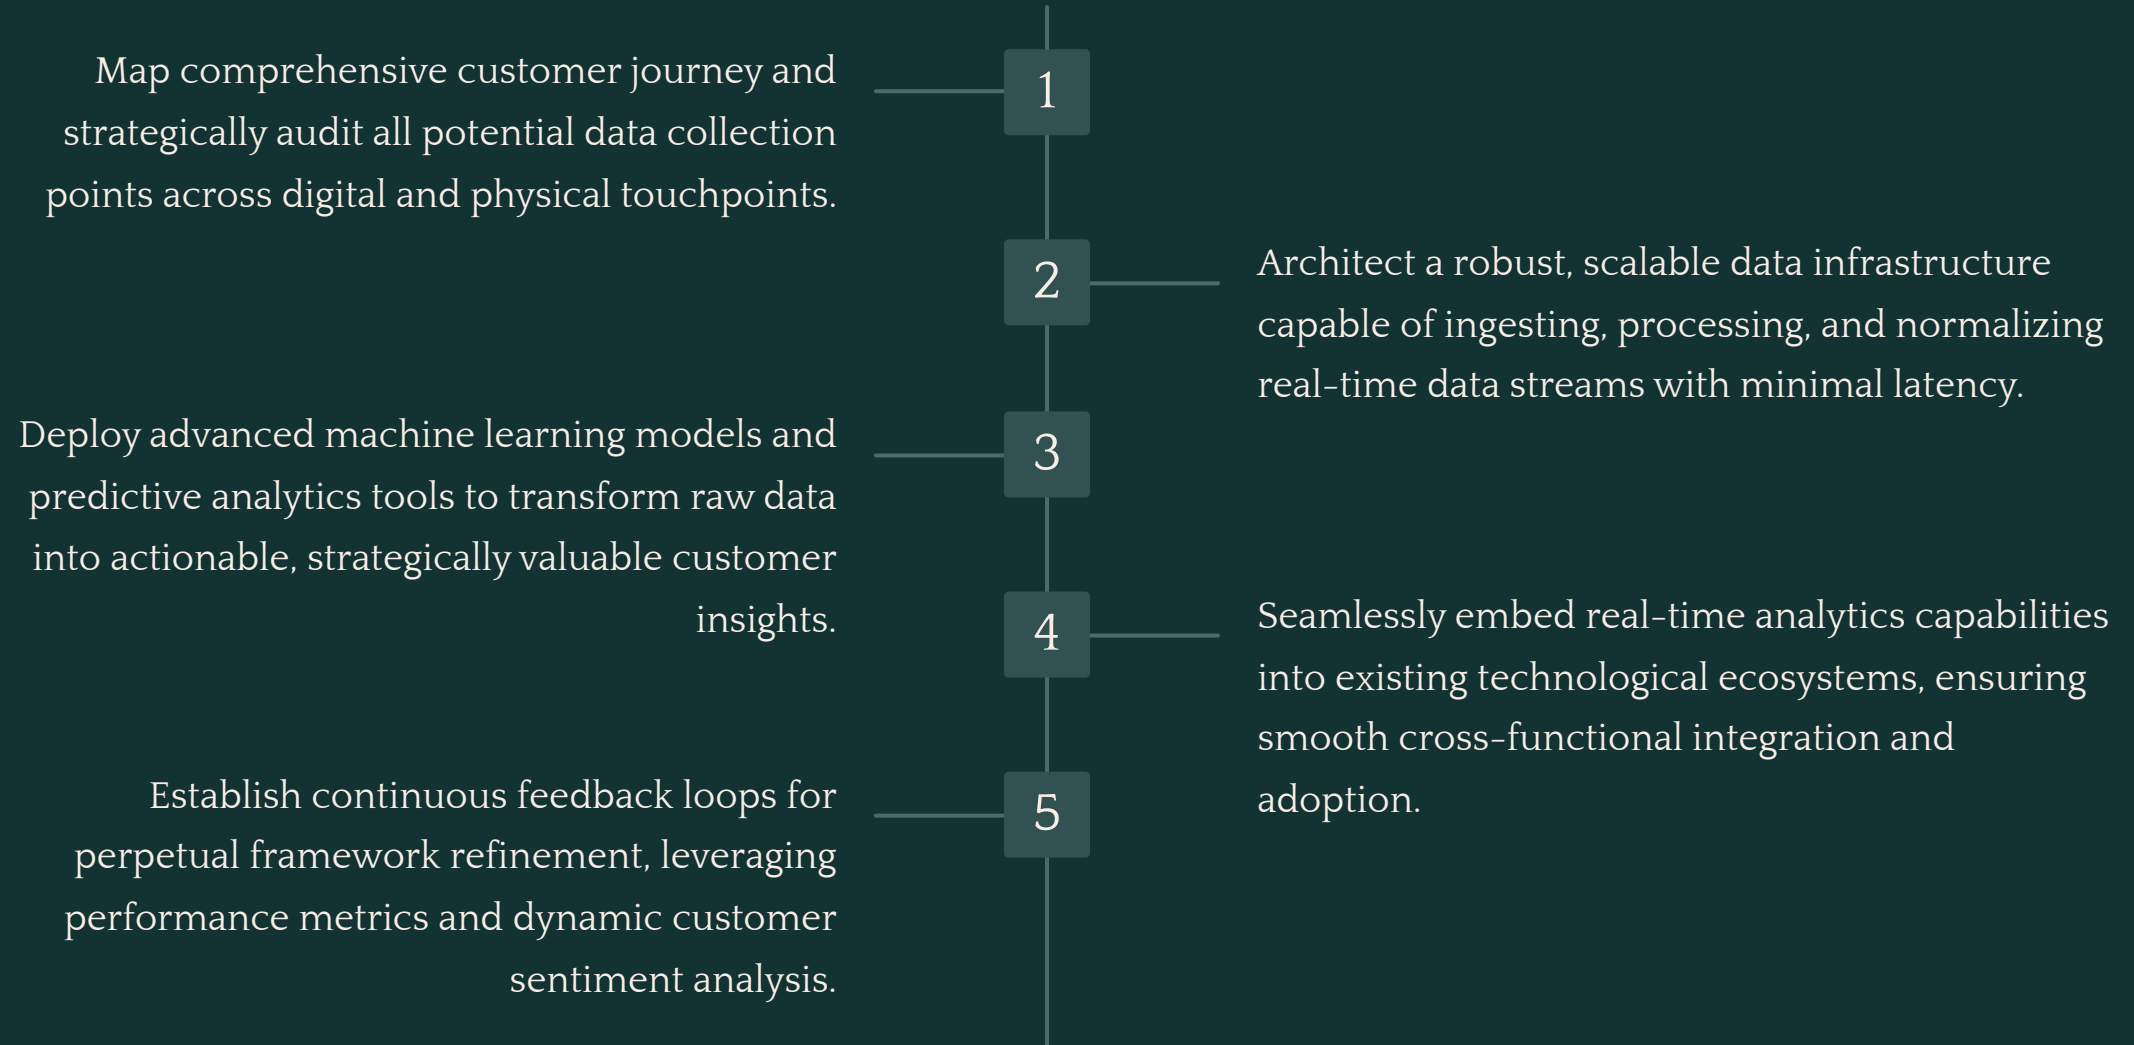 1
Map comprehensive customer journey and
strategically audit all potential data collection
points across digital and physical touchpoints.
2
Architect a robust, scalable data infrastructure
capable of ingesting, processing, and normalizing
real-time data streams with minimal latency.
3
Deploy advanced machine learning models and
predictive analytics tools to transform raw data
into actionable, strategically valuable customer
insights.
4
Seamlessly embed real-time analytics capabilities
into existing technological ecosystems, ensuring
smooth cross-functional integration and
adoption.
5
Establish continuous feedback loops for
perpetual framework refinement, leveraging
performance metrics and dynamic customer
sentiment analysis.